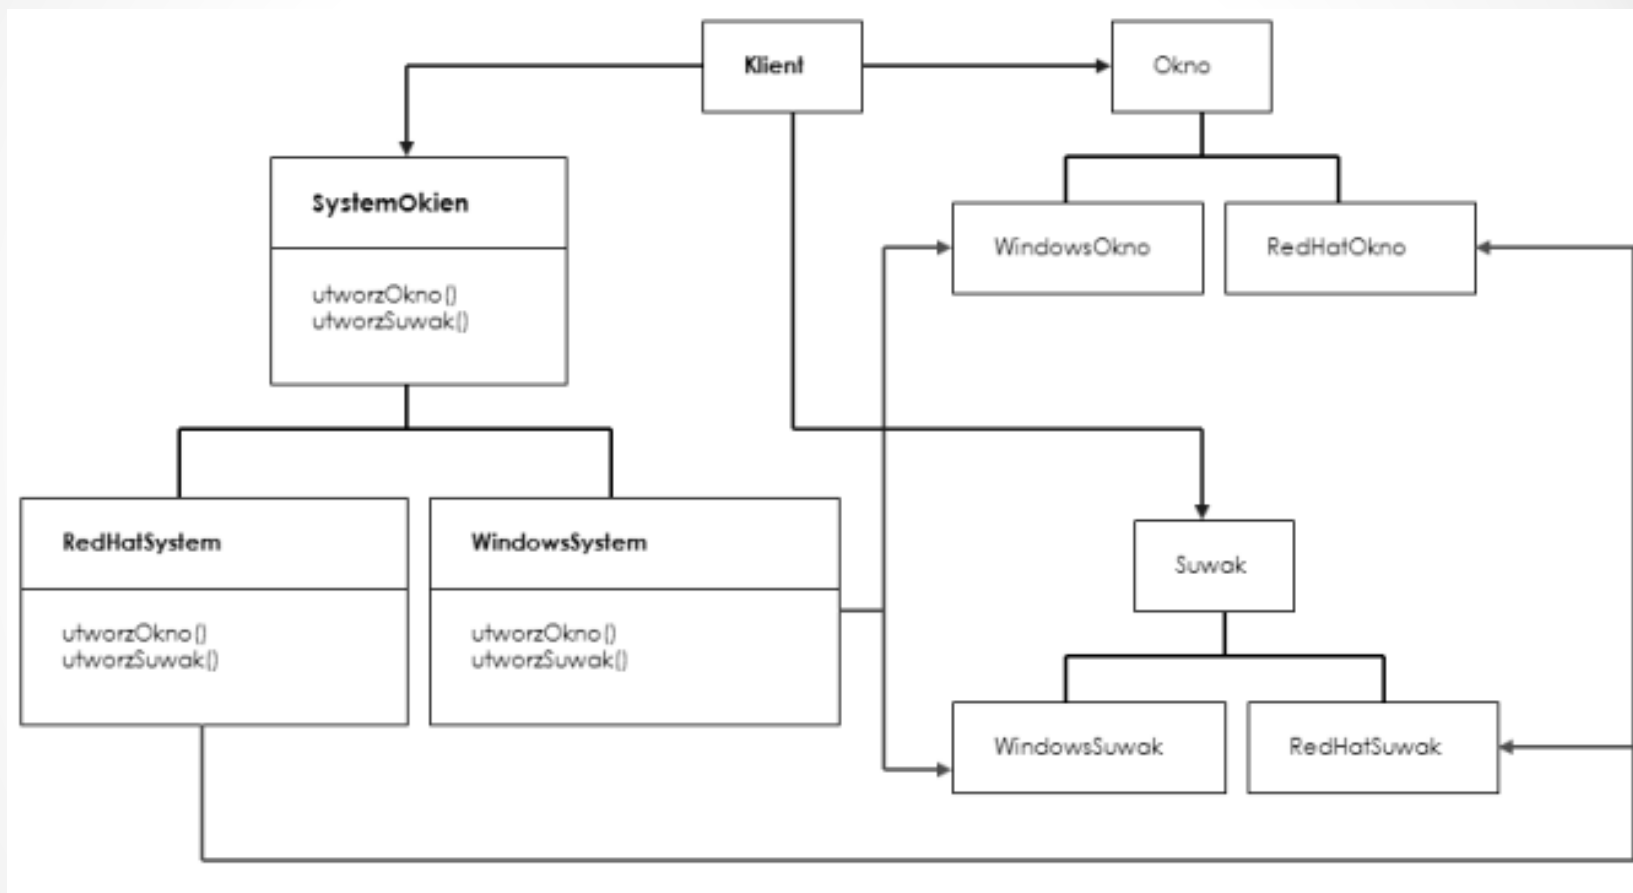 Klient
Okno
SystemOkien
utworzOkno()
utworzSuwak()
WindowsOkno
RedHatOkno
RedHatSystem
utworzOkno()
utworzSuwak()
WindowsSystem
utworzOkno()
utworzSuwak()
Suwak
WindowsSuwak
RedHatSuwak